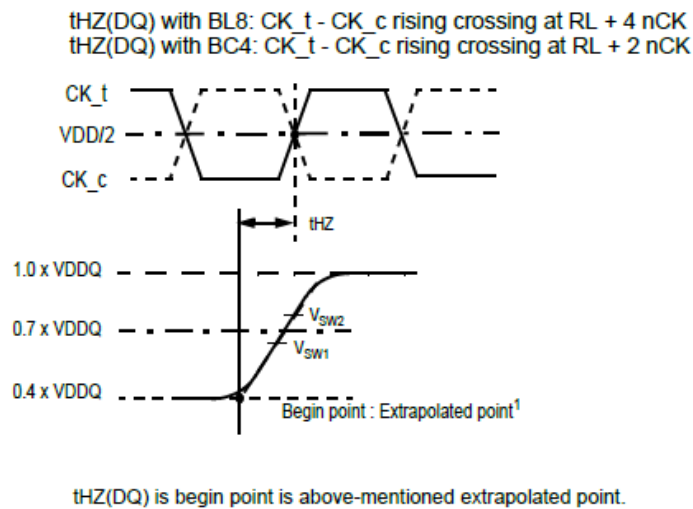 tHZ(DQ) with BL8: CK_t - CK_c rising crossing at RL + 4 nCK
tHZ(DQ) with BC4: CK_t - CK_c rising crossing at RL + 2 nCK
CK_t
VDD/2
CK_c
tHZ
1.0 x VDDQ
VSW2
0.7 x VDDQ
VSW1
0.4 x VDDQ
Begin point : Extrapolated point1
tHZ(DQ) is begin point is above-mentioned extrapolated point.